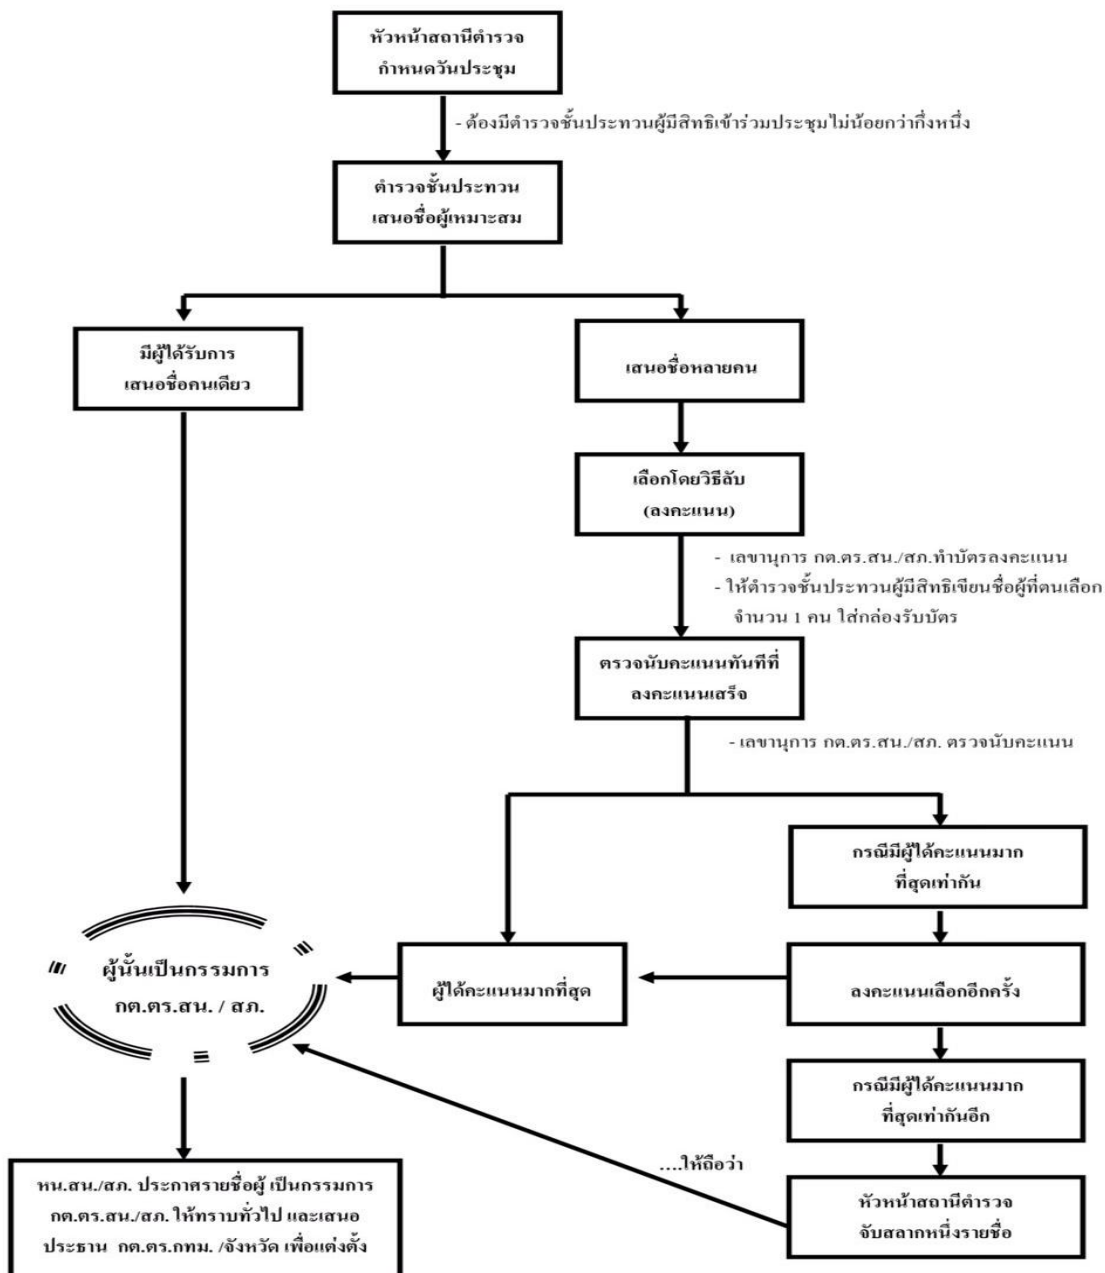 หัวหน้าสถานีตำรวจ
กำหนดวันประชุม
- ต้องมีตำรวจชั้นประทวนผู้มีสิทธิเข้าร่วมประชุมไม่น้อยกว่ากึ่งหนึ่ง
ตำรวจชั้นประทวน
เสนอชื่อผู้เหมาะสม
มีผู้ได้รับการ
เสนอชื่อคนเดียว
เสนอชื่อหลายคน
เลือกโดยวิธีลับ
(ลงคะแนน)
- เลขานุการ กต.ตร.สน./สภ.ทำบัตรลงคะแนน
- ให้ตำรวจชั้นประทวนผู้มีสิทธิเขียนชื่อผู้ที่ตนเลือก
จำนวน 1 คน ใส่กล่องรับบัตร
ตรวจนับคะแนนทันทีที่
ลงคะแนนเสร็จ
- เลขานุการ กต.ตร.สน./สภ. ตรวจนับคะแนน
กรณีมีผู้ได้คะแนนมาก
ที่สุดเท่ากัน
ผู้นั้นเป็นกรรมการ
กต.ตร.สน. / สภ.
ผู้ได้คะแนนมากที่สุด
ลงคะแนนเลือกอีกครั้ง
กรณีมีผู้ได้คะแนนมาก
ที่สุดเท่ากันอีก
....ให้ถือว่า
หัวหน้าสถานีตำรวจ
จับสลากหนึ่งรายชื่อ
หน.สน./สภ. ประกาศรายชื่อผู้ เป็นกรรมการ
กต.ตร.สน./สภ. ให้ทราบทั่วไป และเสนอ
ประธาน กต.ตร.กทม. /จังหวัด เพื่อแต่งตั้ง